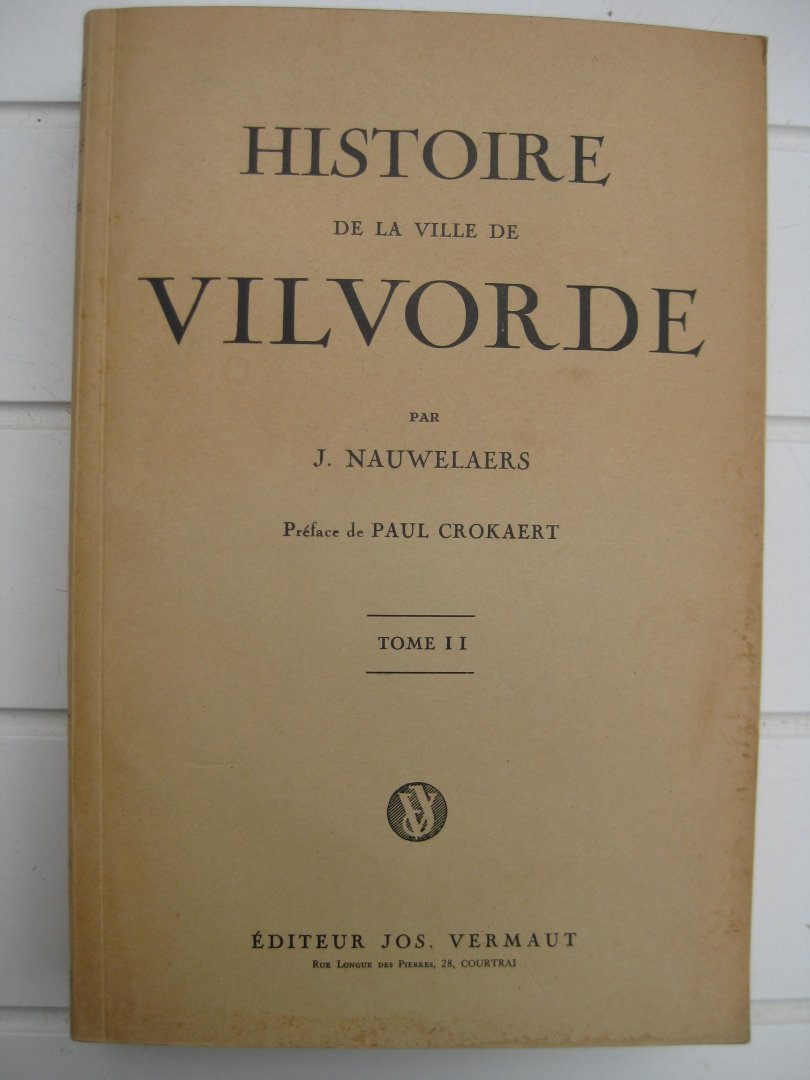 HISTOIRE
DE LA VILLE DE
VILVORDE
PAR
J. NAUWELAERS
Préface de PAUL CROKAERT
TOME II
ÉDITEUR JOS. VERMAUT
RUE LONGUE DES PIERRES, 28, COURTRAI